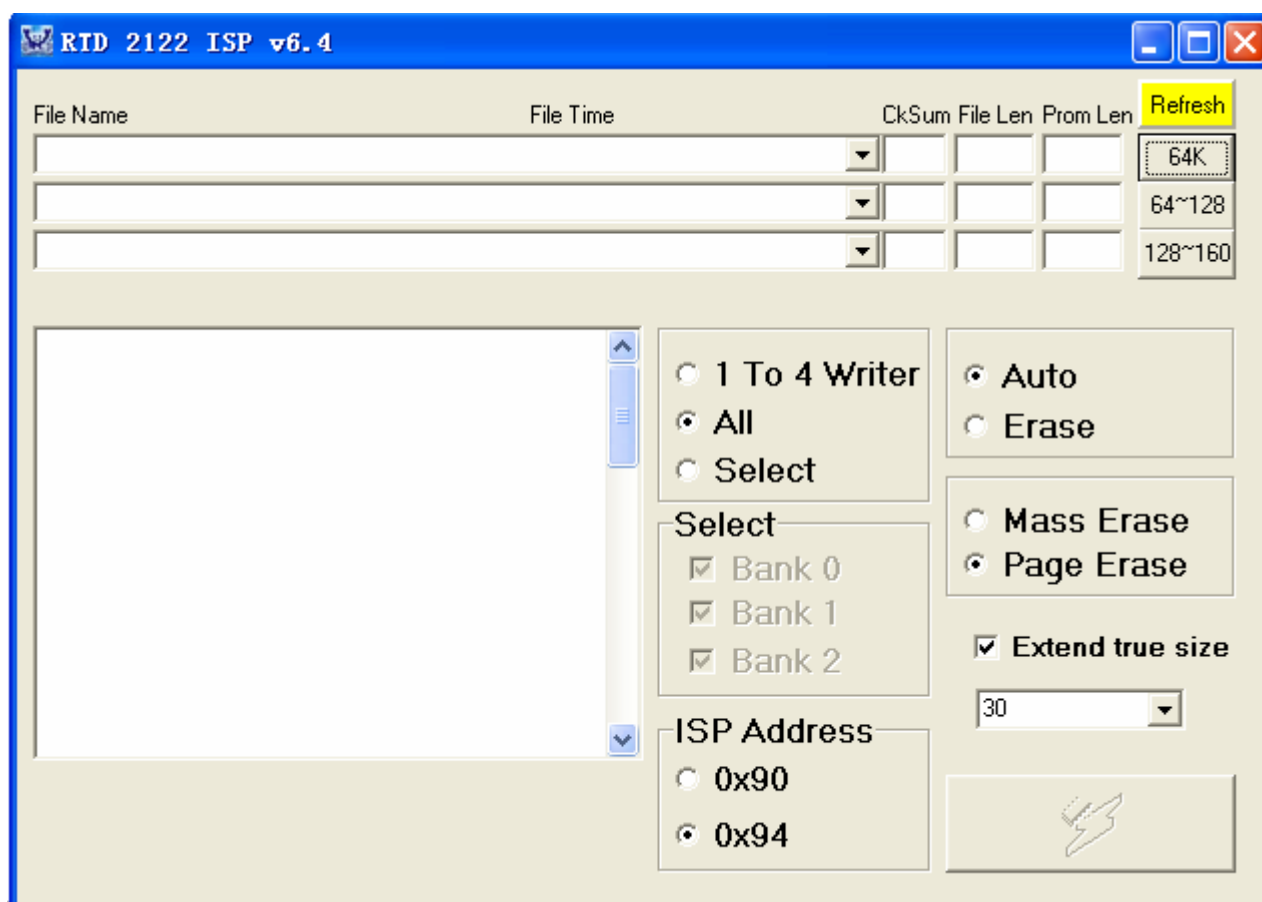 RTD 2122 ISP v6.4
File Name File Time CkSum File Len Prom Len Refresh
64K
64~128
128~160
1 To 4 Writer
All
Select
Auto
Erase
Select
Bank 0
Bank 1
Bank 2
Mass Erase
Page Erase
Extend true size
30
ISP Address
0x90
0x94